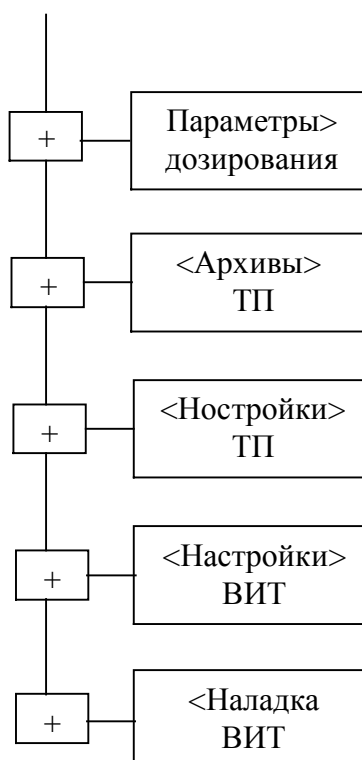 +
Параметры>
дозирования
+
<Архивы>
ТП
+
<Ностройки>
ТП
+
<Настройки>
ВИТ
+
<Наладка
ВИТ